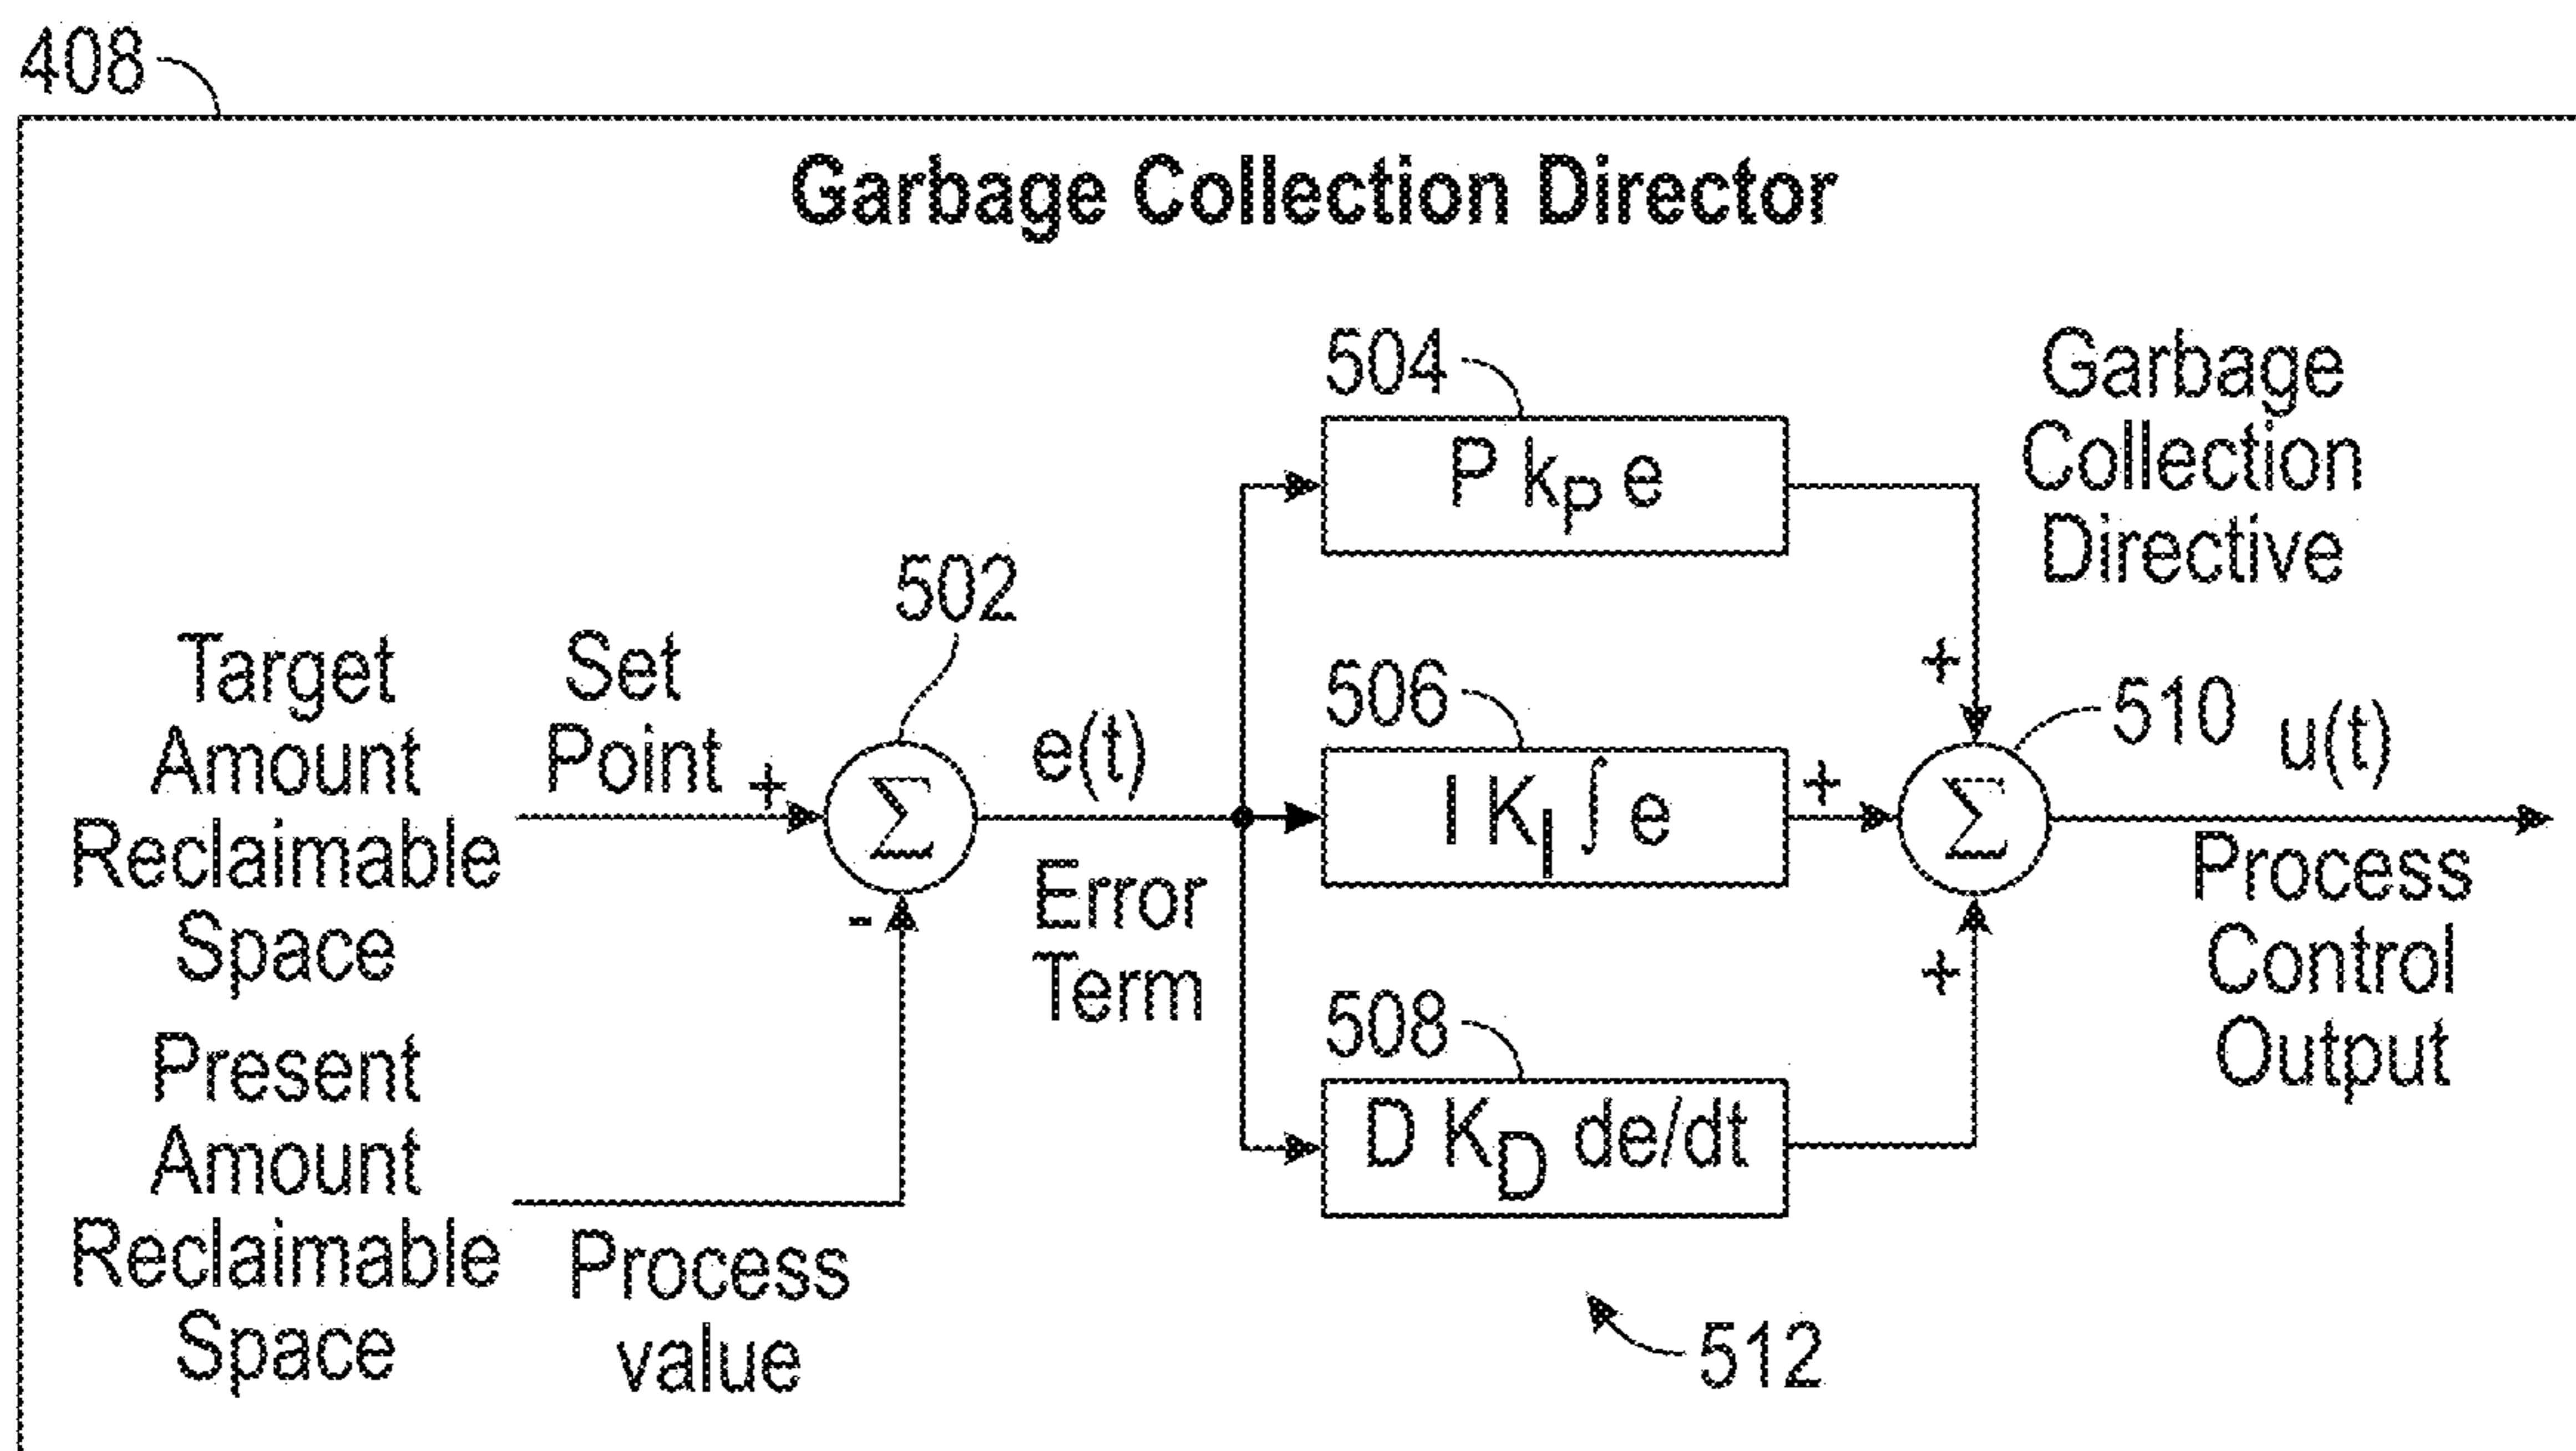 408
Garbage Collection Director
504
P kP e
Garbage
Collection
Directive
502
Target
Amount
Reclaimable
Space
Set
Point
+
Σ
e(t)
Error
Term
-
506
I KI ∫ e
+
+
510
Σ
u(t)
Process
Control
Output
+
508
D KD de/dt
Present
Amount
Reclaimable
Space
Process
value
512